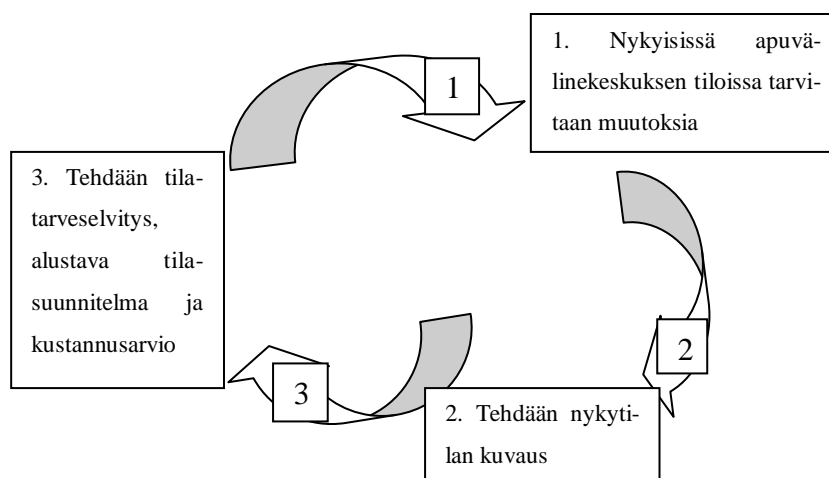 1
1. Nykyisissä apuvä-
linekeskuksen tiloissa tarvi-
taan muutoksia
2
2. Tehdään nykyti-
lan kuvaus
3
3. Tehdään tila-
tarveselvitys,
alustava tila-
suunnitelma ja
kustannusarvio